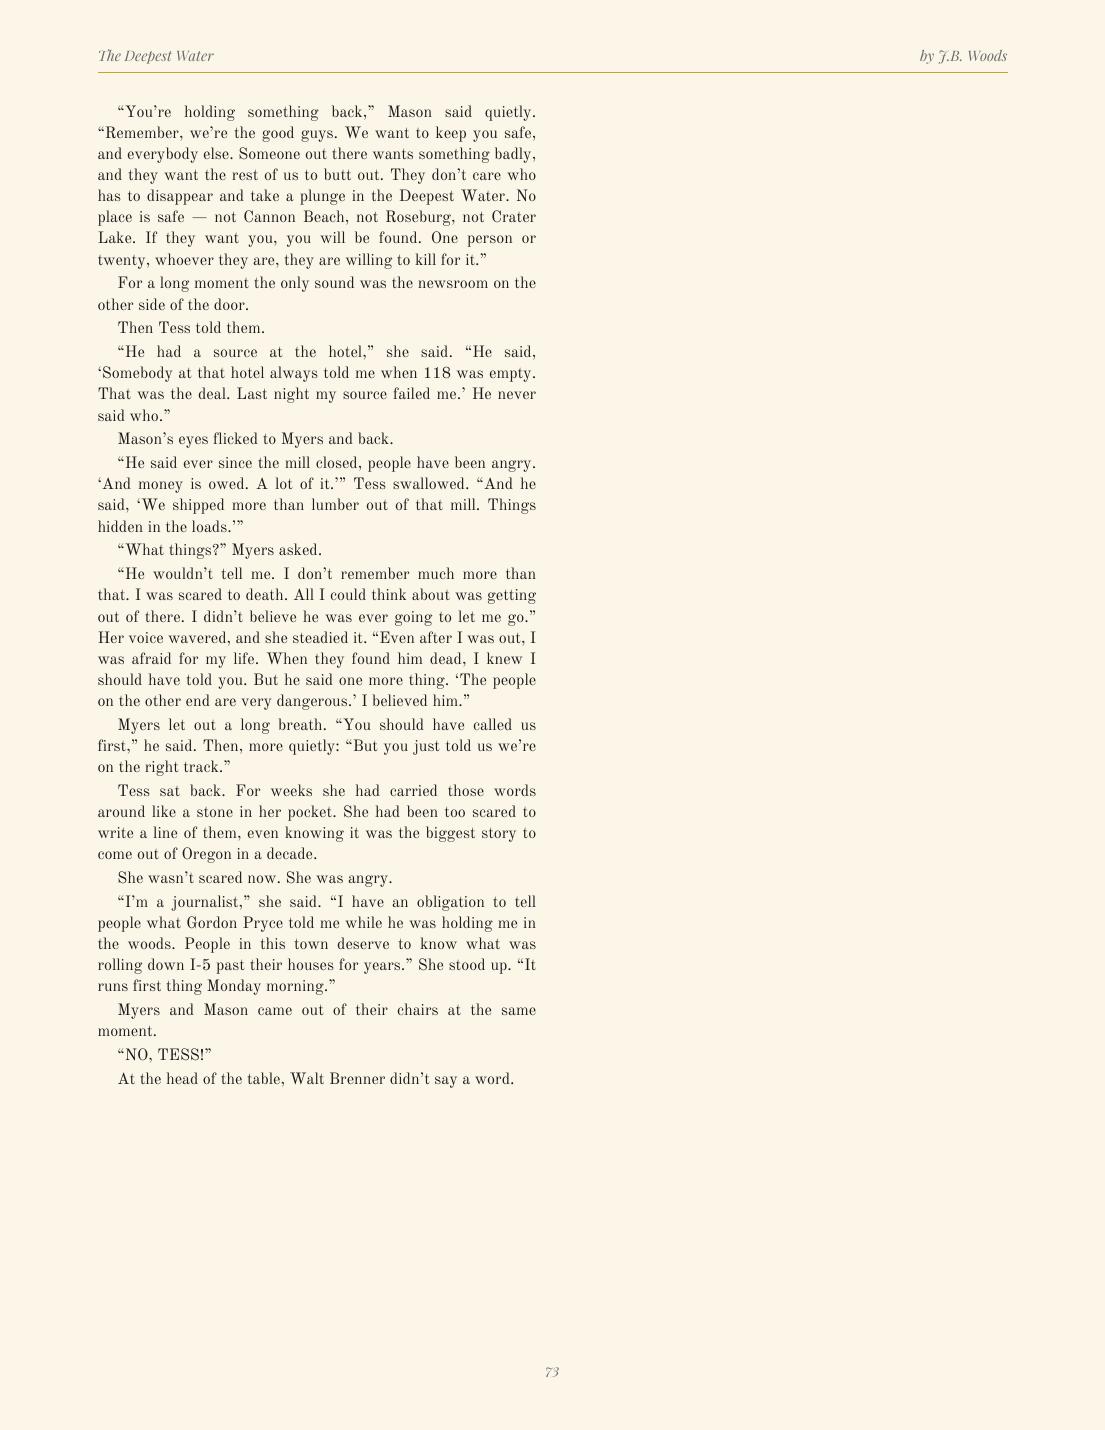 The Deepest Water
by J.B. Woods
“You’re holding something back,” Mason said quietly.
“Remember, we’re the good guys. We want to keep you safe,
and everybody else. Someone out there wants something badly,
and they want the rest of us to butt out. They don’t care who
has to disappear and take a plunge in the Deepest Water. No
place is safe — not Cannon Beach, not Roseburg, not Crater
Lake. If they want you, you will be found. One person or
twenty, whoever they are, they are willing to kill for it.”
For a long moment the only sound was the newsroom on the
other side of the door.
Then Tess told them.
“He had a source at the hotel,” she said. “He said,
‘Somebody at that hotel always told me when 118 was empty.
That was the deal. Last night my source failed me.’ He never
said who.”
Mason’s eyes flicked to Myers and back.
“He said ever since the mill closed, people have been angry.
‘And money is owed. A lot of it.’” Tess swallowed. “And he
said, ‘We shipped more than lumber out of that mill. Things
hidden in the loads.’”
“What things?” Myers asked.
“He wouldn’t tell me. I don’t remember much more than
that. I was scared to death. All I could think about was getting
out of there. I didn’t believe he was ever going to let me go.”
Her voice wavered, and she steadied it. “Even after I was out, I
was afraid for my life. When they found him dead, I knew I
should have told you. But he said one more thing. ‘The people
on the other end are very dangerous.’ I believed him.”
Myers let out a long breath. “You should have called us
first,” he said. Then, more quietly: “But you just told us we’re
on the right track.”
Tess sat back. For weeks she had carried those words
around like a stone in her pocket. She had been too scared to
write a line of them, even knowing it was the biggest story to
come out of Oregon in a decade.
She wasn’t scared now. She was angry.
“I’m a journalist,” she said. “I have an obligation to tell
people what Gordon Pryce told me while he was holding me in
the woods. People in this town deserve to know what was
rolling down I-5 past their houses for years.” She stood up. “It
runs first thing Monday morning.”
Myers and Mason came out of their chairs at the same
moment.
“NO, TESS!”
At the head of the table, Walt Brenner didn’t say a word.
73